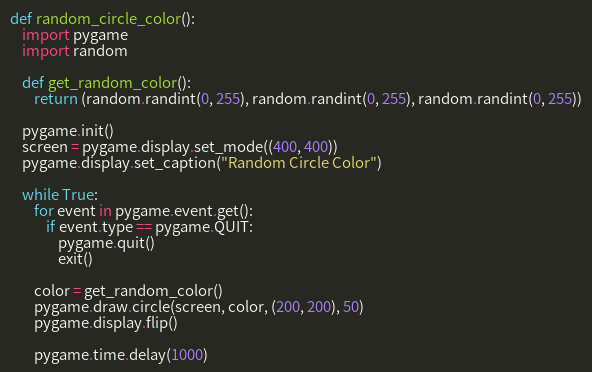 def random_circle_color():
    import pygame
    import random

    def get_random_color():
        return (random.randint(0, 255), random.randint(0, 255), random.randint(0, 255))

    pygame.init()
    screen = pygame.display.set_mode((400, 400))
    pygame.display.set_caption("Random Circle Color")

    while True:
        for event in pygame.event.get():
            if event.type == pygame.QUIT:
                pygame.quit()
                exit()

        color = get_random_color()
        pygame.draw.circle(screen, color, (200, 200), 50)
        pygame.display.flip()

        pygame.time.delay(1000)